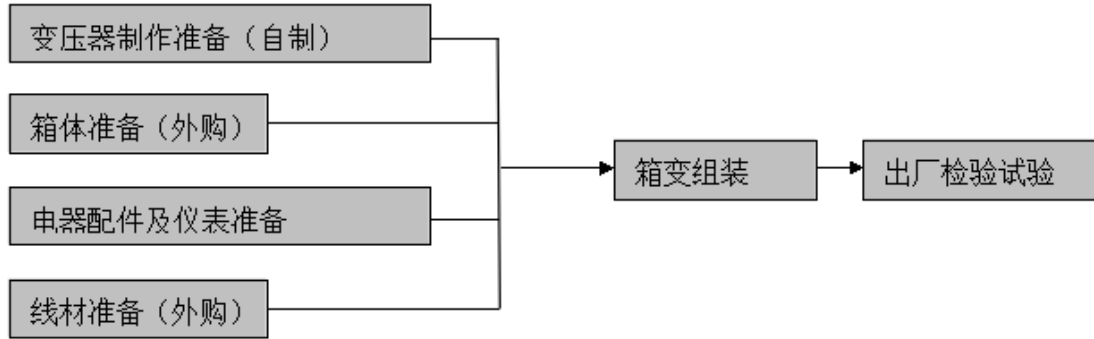 变压器制作准备（自制）
箱体准备（外购）
电器配件及仪表准备
线材准备（外购）
箱变组装
出厂检验试验